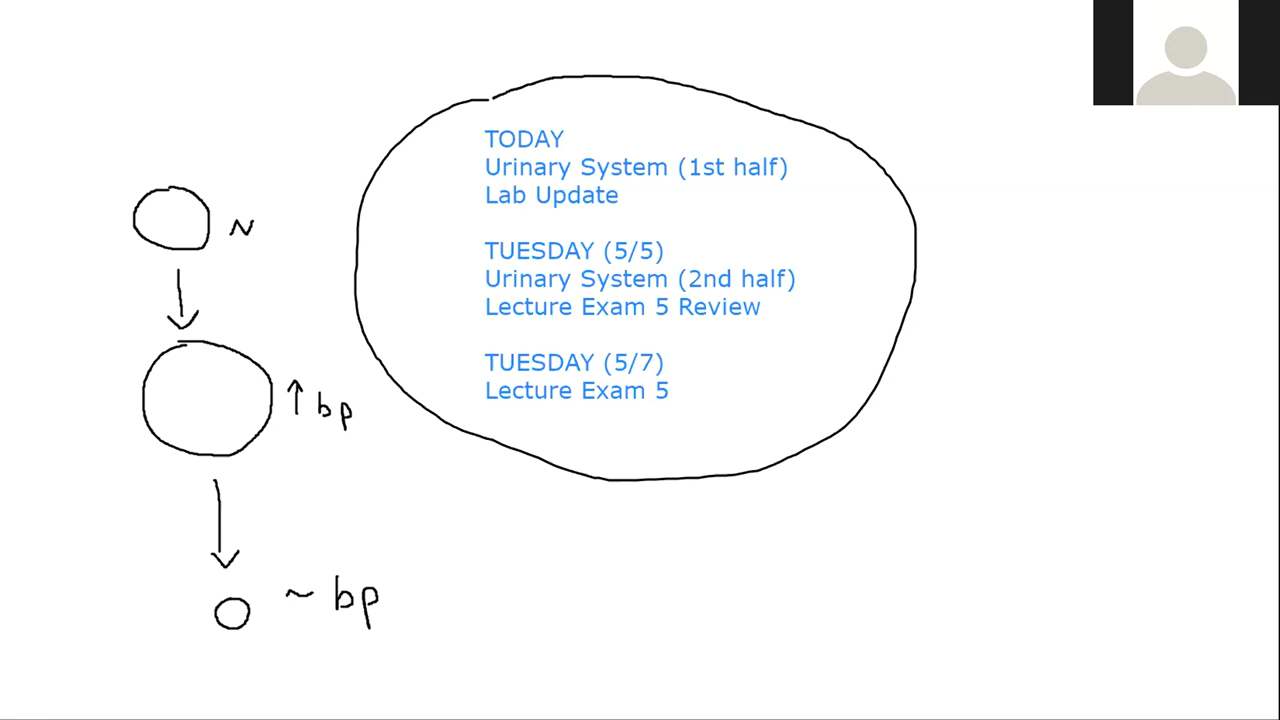 TODAY
Urinary System (1st half)
Lab Update
TUESDAY (5/5)
Urinary System (2nd half)
Lecture Exam 5 Review
TUESDAY (5/7)
Lecture Exam 5
N
↑ bp
~ bp